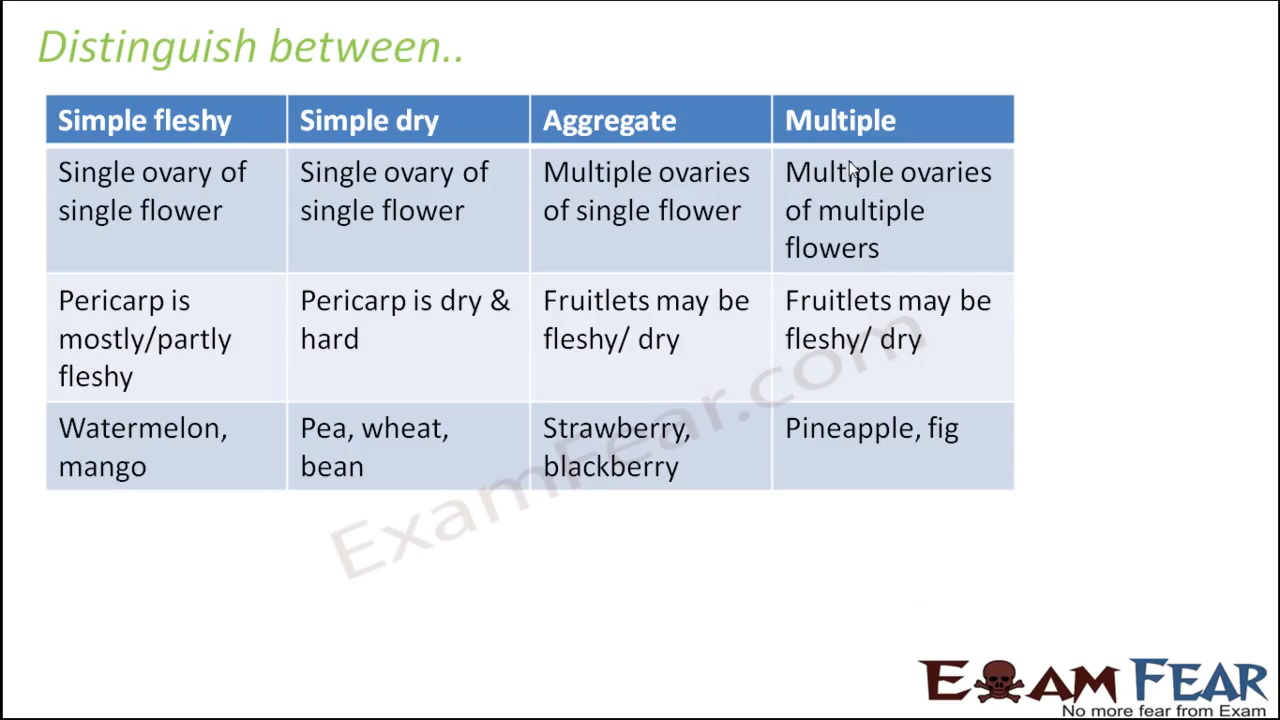 Distinguish between..
Simple fleshy
Simple dry
Aggregate
Multiple
Single ovary of
single flower
Single ovary of
single flower
Multiple ovaries
of single flower
Multiple ovaries
of multiple
flowers
Pericarp is
mostly/partly
fleshy
Pericarp is dry &
hard
Fruitlets may be
fleshy/ dry
Fruitlets may be
fleshy/ dry
Watermelon,
mango
Pea, wheat,
bean
Strawberry,
blackberry
Pineapple, fig
ExamFear.com
EXAM FEAR
No more fear from Exam